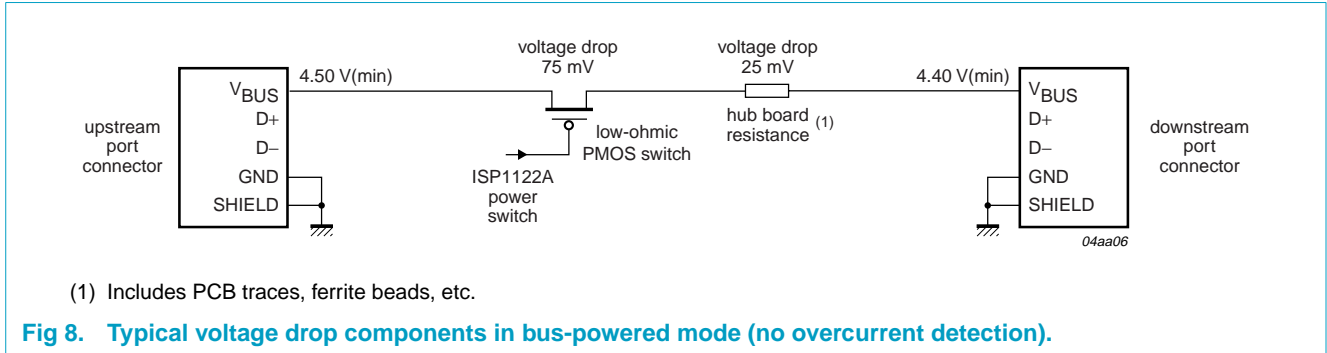 voltage drop
75 mV
voltage drop
25 mV
4.50 V(min)
4.40 V(min)
upstream
port
connector
VBUS
D+
D−
GND
SHIELD
low-ohmic
PMOS switch
ISP1122A
power
switch
hub board
resistance (1)
VBUS
D+
D−
GND
SHIELD
downstream
port
connector
04aa06
(1) Includes PCB traces, ferrite beads, etc.
Fig 8. Typical voltage drop components in bus-powered mode (no overcurrent detection).